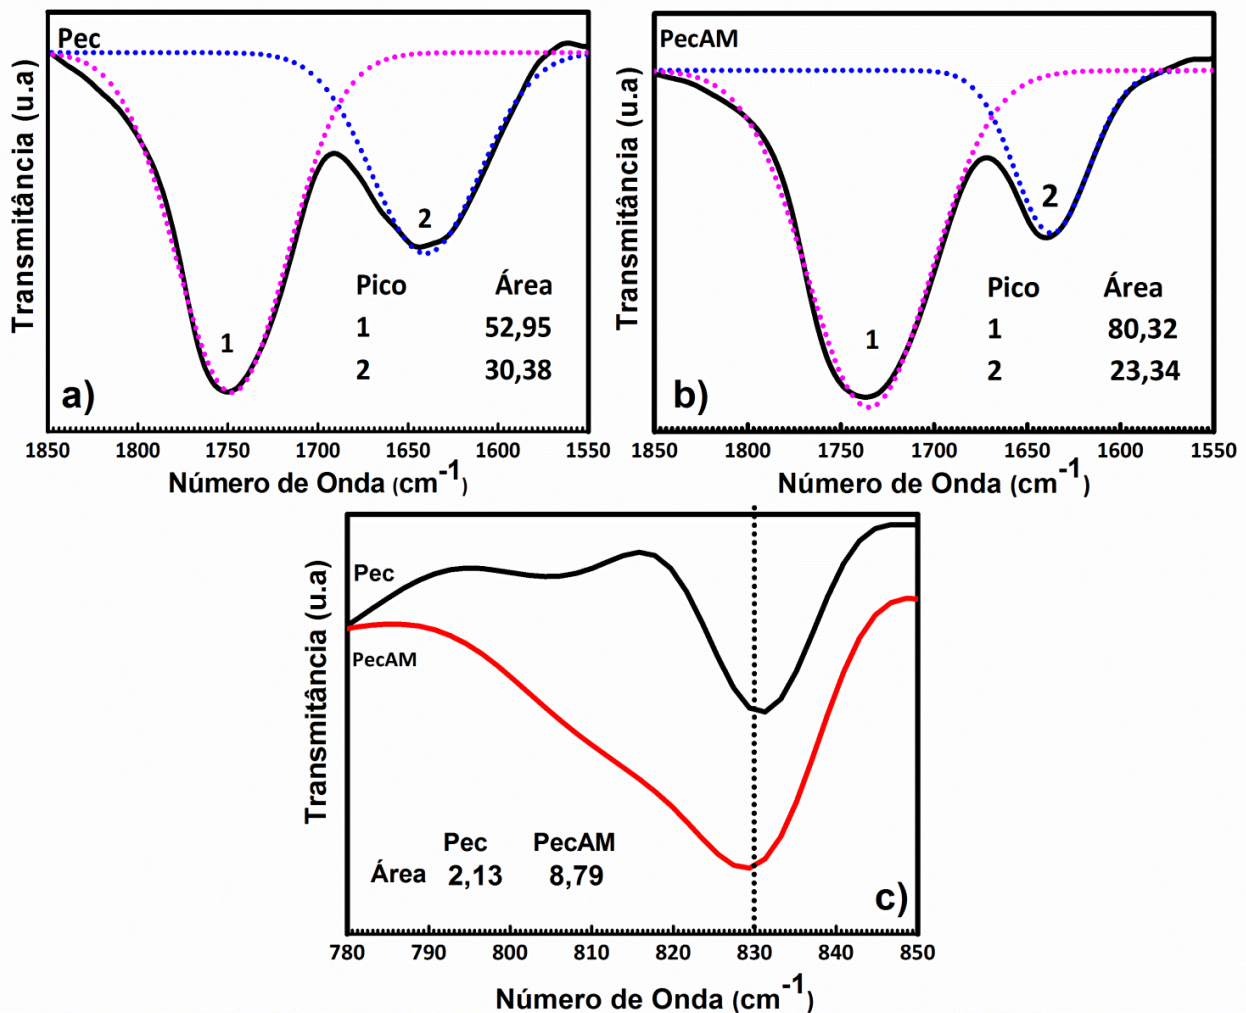 Pec
Transmitância (u.a)
1
2
Pico Área
1 52,95
2 30,38
a)
1850 1800 1750 1700 1650 1600 1550
Número de Onda (cm-1)
PecAM
Transmitância (u.a)
1
2
Pico Área
1 80,32
2 23,34
b)
1850 1800 1750 1700 1650 1600 1550
Número de Onda (cm-1)
Pec
PecAM
Transmitância (u.a)
Pec PecAM
Área 2,13 8,79
c)
780 790 800 810 820 830 840 850
Número de Onda (cm-1)